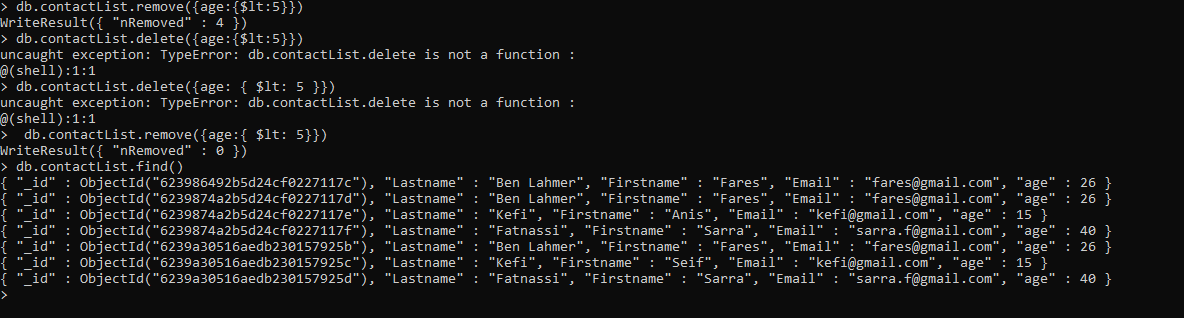 > db.contactList.remove({age:{$lt:5}})
WriteResult({ "nRemoved" : 4 })
> db.contactList.delete({age:{$lt:5}})
uncaught exception: TypeError: db.contactList.delete is not a function :
@(shell):1:1
> db.contactList.delete({age: { $lt: 5 }})
uncaught exception: TypeError: db.contactList.delete is not a function :
@(shell):1:1
>  db.contactList.remove({age:{ $lt: 5}})
WriteResult({ "nRemoved" : 0 })
> db.contactList.find()
{ "_id" : ObjectId("623986492b5d24cf0227117c"), "Lastname" : "Ben Lahmer", "Firstname" : "Fares", "Email" : "fares@gmail.com", "age" : 26 }
{ "_id" : ObjectId("6239874a2b5d24cf0227117d"), "Lastname" : "Ben Lahmer", "Firstname" : "Fares", "Email" : "fares@gmail.com", "age" : 26 }
{ "_id" : ObjectId("6239874a2b5d24cf0227117e"), "Lastname" : "Kefi", "Firstname" : "Anis", "Email" : "kefi@gmail.com", "age" : 15 }
{ "_id" : ObjectId("6239874a2b5d24cf0227117f"), "Lastname" : "Fatnassi", "Firstname" : "Sarra", "Email" : "sarra.f@gmail.com", "age" : 40 }
{ "_id" : ObjectId("6239a30516aedb230157925b"), "Lastname" : "Ben Lahmer", "Firstname" : "Fares", "Email" : "fares@gmail.com", "age" : 26 }
{ "_id" : ObjectId("6239a30516aedb230157925c"), "Lastname" : "Kefi", "Firstname" : "Seif", "Email" : "kefi@gmail.com", "age" : 15 }
{ "_id" : ObjectId("6239a30516aedb230157925d"), "Lastname" : "Fatnassi", "Firstname" : "Sarra", "Email" : "sarra.f@gmail.com", "age" : 40 }
>